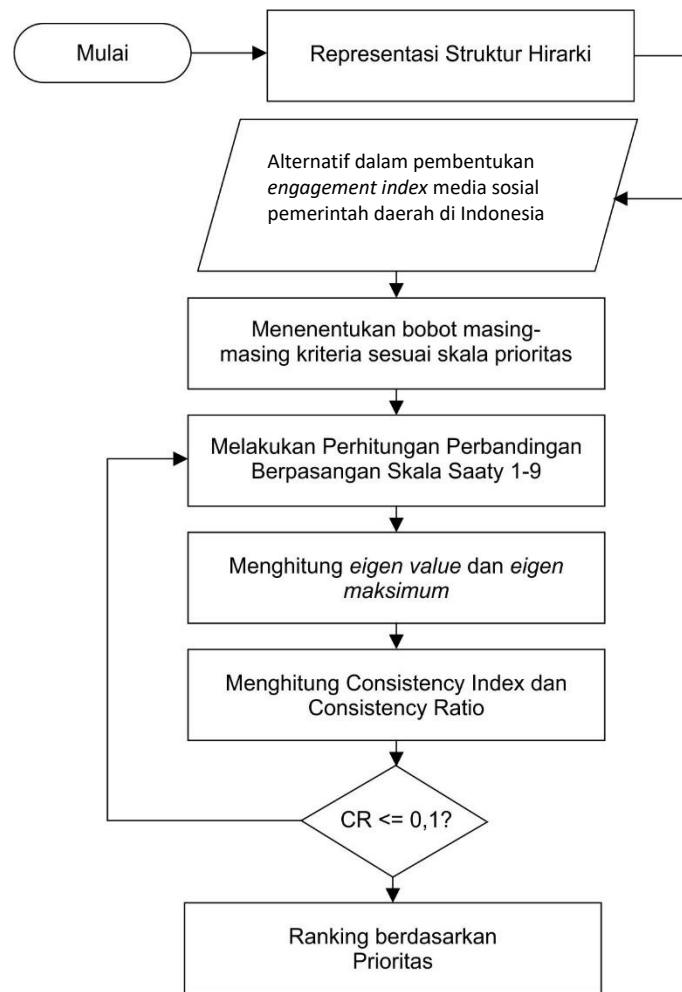 Mulai
Representasi Struktur Hirarki
Alternatif dalam pembentukan
engagement index media sosial
pemerintah daerah di Indonesia
Menenentukan bobot masing-
masing kriteria sesuai skala prioritas
Melakukan Perhitungan Perbandingan
Berpasangan Skala Saaty 1-9
Menghitung eigen value dan eigen
maksimum
Menghitung Consistency Index dan
Consistency Ratio
CR <= 0,1?
Ranking berdasarkan
Prioritas